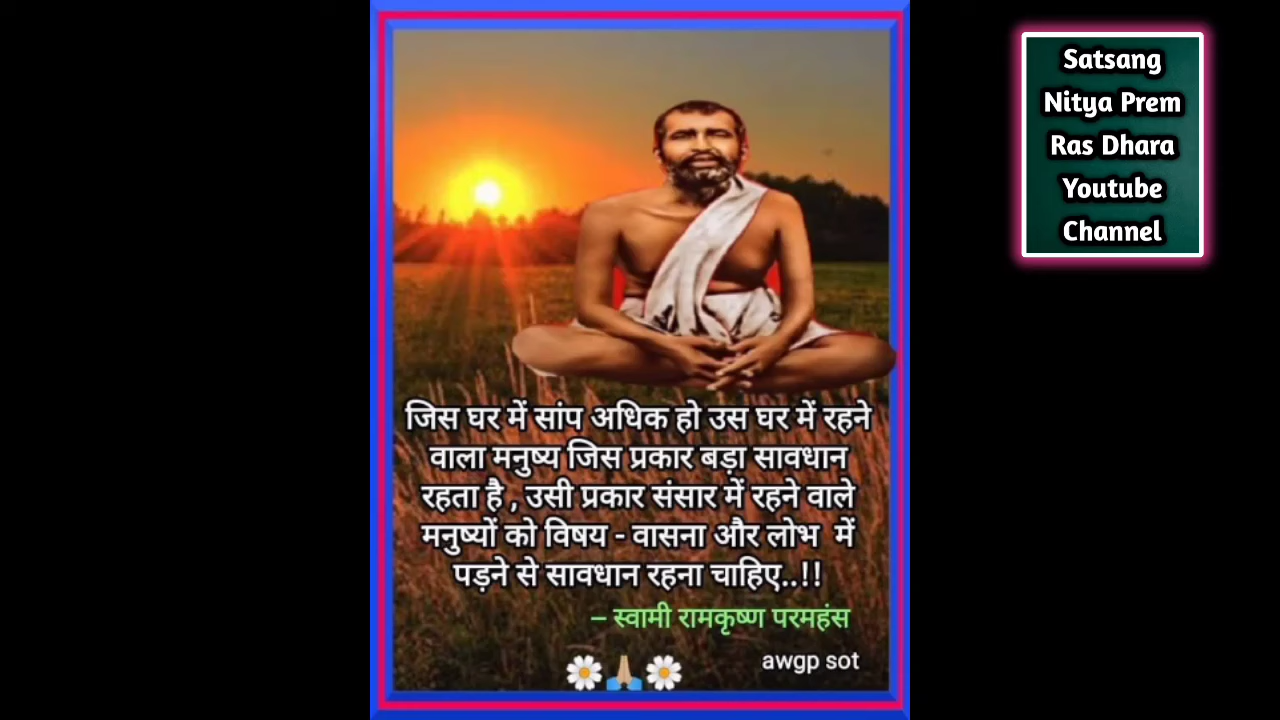 Satsang
Nitya Prem
Ras Dhara
Youtube
Channel
जिस घर में सांप अधिक हो उस घर में रहने
वाला मनुष्य जिस प्रकार बड़ा सावधान
रहता है , उसी प्रकार संसार में रहने वाले
मनुष्यों को विषय - वासना और लोभ में
पड़ने से सावधान रहना चाहिए..!!
– स्वामी रामकृष्ण परमहंस
awgp sot